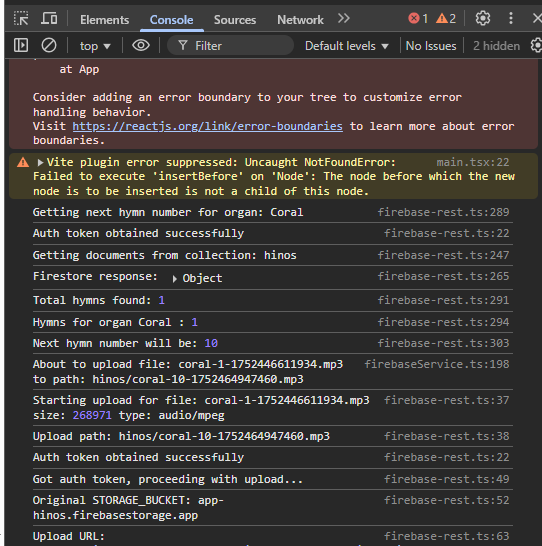 Elements Console Sources Network 1 2
top Filter Default levels No Issues 2 hidden
at App
Consider adding an error boundary to your tree to customize error
handling behavior.
Visit https://reactjs.org/link/error-boundaries to learn more about error
boundaries.
Vite plugin error suppressed: Uncaught NotFoundError: main.tsx:22
Failed to execute 'insertBefore' on 'Node': The node before which the new
node is to be inserted is not a child of this node.
Getting next hymn number for organ: Coral firebase-rest.ts:289
Auth token obtained successfully firebase-rest.ts:22
Getting documents from collection: hinos firebase-rest.ts:247
Firestore response: Object firebase-rest.ts:265
Total hymns found: 1 firebase-rest.ts:291
Hymns for organ Coral : 1 firebase-rest.ts:294
Next hymn number will be: 10 firebase-rest.ts:303
About to upload file: coral-1-1752446611934.mp3 firebaseService.ts:198
to path: hinos/coral-10-1752464947460.mp3
Starting upload for file: coral-1-1752446611934.mp3 firebase-rest.ts:37
size: 268971 type: audio/mpeg
Upload path: hinos/coral-10-1752464947460.mp3 firebase-rest.ts:38
Auth token obtained successfully firebase-rest.ts:22
Got auth token, proceeding with upload... firebase-rest.ts:49
Original STORAGE_BUCKET: app- firebase-rest.ts:52
hinos.firebasestorage.app
Upload URL: firebase-rest.ts:63